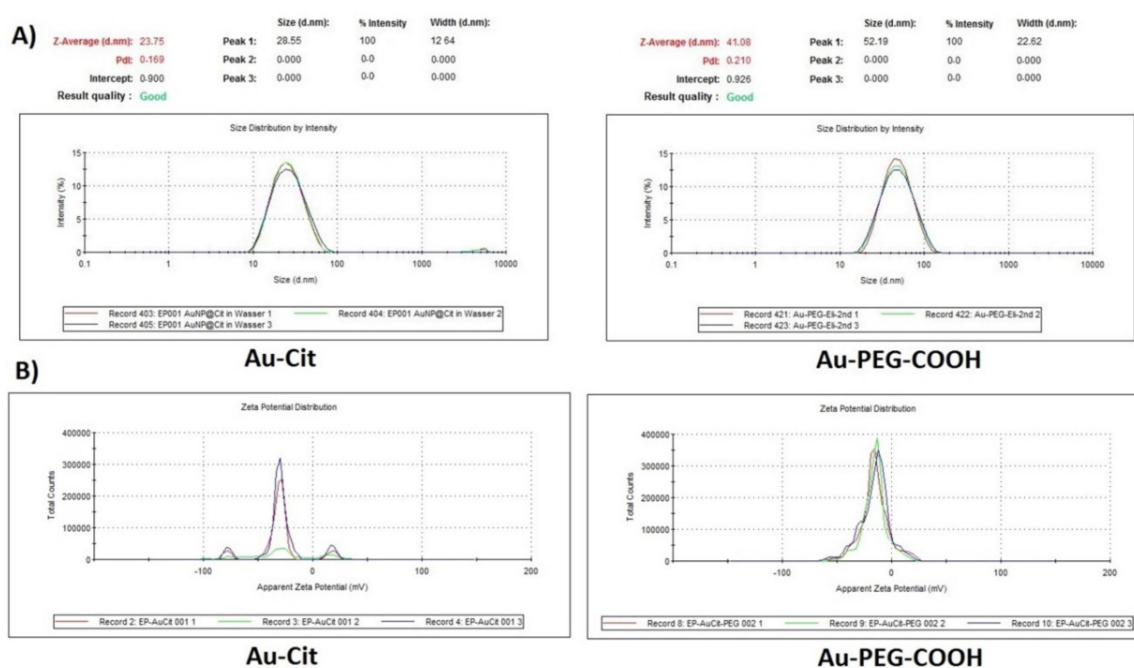 A)
Size (d.nm): % Intensity Width (d.nm):
Z-Average (d.nm): 23.75 Peak 1: 28.55 100 12 64
Pdl: 0-169 Peak 2: 0-000 0-0 0-000
Intercept: 0-900 Peak 3: 0-000 0-0 0-000
Result quality : Good
Size Distribution by Intensity
Intensity (%)
15
10
5
0
0.1 1 10 100 1000 10000
Size (d.nm)
Record 403: EP001 AuNP@Cit in Wasser 1 Record 404: EP001 AuNP@Cit in Wasser 2
Record 405: EP001 AuNP@Cit in Wasser 3
Au-Cit
Size (d.nm): % Intensity Width (d.nm):
Z-Average (d.nm): 41.08 Peak 1: 52.19 100 22.62
Pdl: 0.210 Peak 2: 0-000 0-0 0-000
Intercept: 0-926 Peak 3: 0-000 0-0 0-000
Result quality : Good
Size Distribution by Intensity
Intensity (%)
15
10
5
0
0.1 1 10 100 1000 10000
Size (d.nm)
Record 421: Au-PEG-Eli-2nd 1 Record 422: Au-PEG-Eli-2nd 2
Record 423: Au-PEG-Eli-2nd 3
Au-PEG-COOH
B)
Zeta Potential Distribution
Total Counts
400000
300000
200000
100000
0
-100 0 100 200
Apparent Zeta Potential (mV)
Record 2: EP-AuCit 001 1 Record 3: EP-AuCit 001 2 Record 4: EP-AuCit 001 3
Au-Cit
Zeta Potential Distribution
Total Counts
400000
300000
200000
100000
0
-100 0 100 200
Apparent Zeta Potential (mV)
Record 8: EP-AuCit-PEG 002 1 Record 9: EP-AuCit-PEG 002 2 Record 10: EP-AuCit-PEG 002 3
Au-PEG-COOH